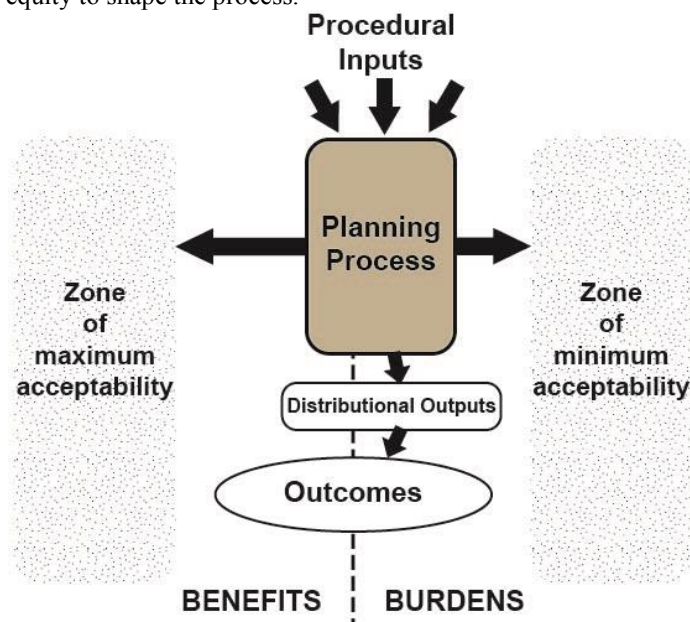 equity to shape the process.
Procedural
Inputs
Planning
Process
Zone
of
maximum
acceptability
Zone
of
minimum
acceptability
Distributional Outputs
Outcomes
BENEFITS
BURDENS